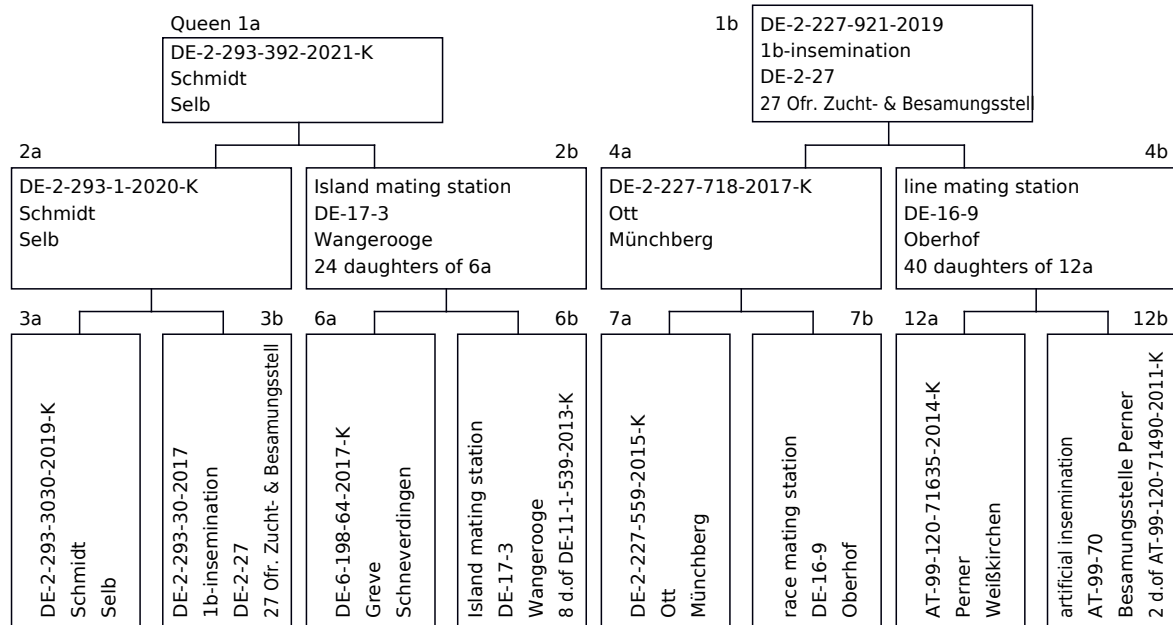 Queen 1a
DE-2-293-392-2021-K
Schmidt
Selb
1b
DE-2-227-921-2019
1b-insemination
DE-2-27
27 Ofr. Zucht- & Besamungsstell
2a
DE-2-293-1-2020-K
Schmidt
Selb
2b
Island mating station
DE-17-3
Wangerooge
24 daughters of 6a
4a
DE-2-227-718-2017-K
Ott
Münchberg
4b
line mating station
DE-16-9
Oberhof
40 daughters of 12a
3a
DE-2-293-3030-2019-K
Schmidt
Selb
3b
DE-2-293-30-2017
1b-insemination
DE-2-27
27 Ofr. Zucht- & Besamungsstell
6a
DE-6-198-64-2017-K
Greve
Schneverdingen
6b
Island mating station
DE-17-3
Wangerooge
8 d.of DE-11-1-539-2013-K
7a
DE-2-227-559-2015-K
Ott
Münchberg
7b
race mating station
DE-16-9
Oberhof
12a
AT-99-120-71635-2014-K
Perner
Weißkirchen
12b
artificial insemination
AT-99-70
Besamungsstelle Perner
2 d.of AT-99-120-71490-2011-K